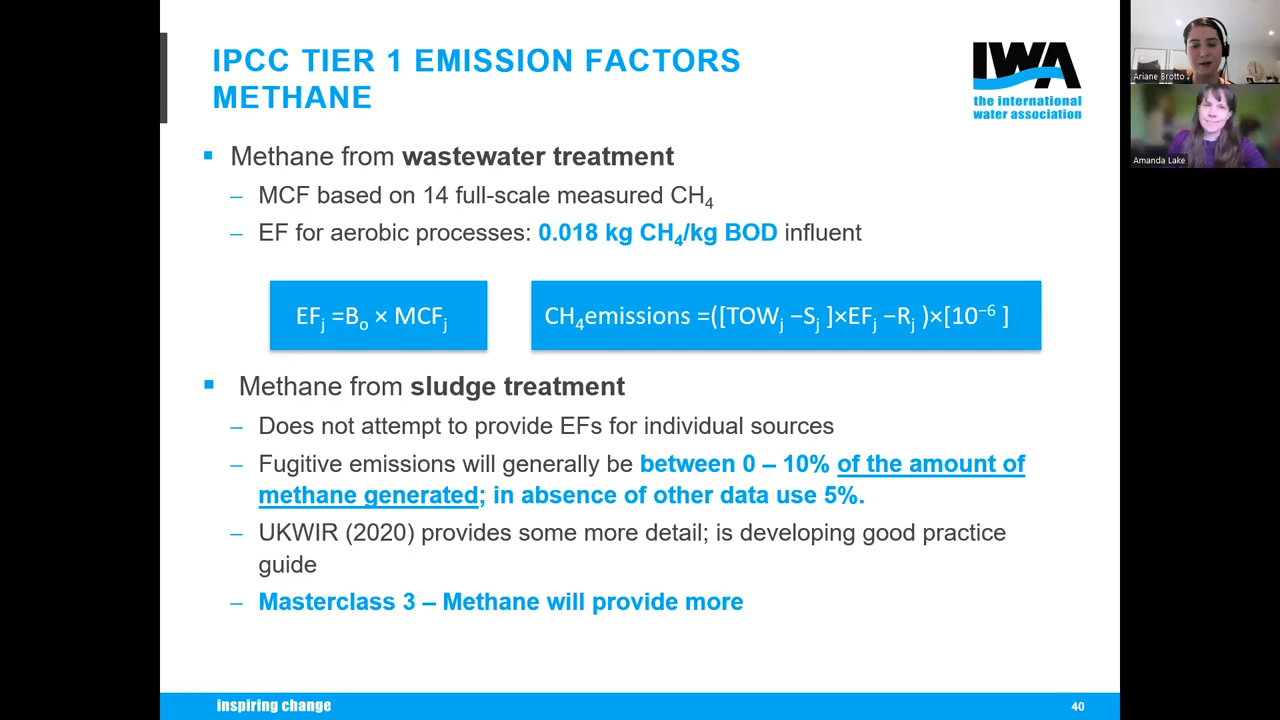 IPCC TIER 1 EMISSION FACTORS
METHANE
IWA
the international
water association
Ariane Brotto
Amanda Lake
▪ Methane from wastewater treatment
– MCF based on 14 full-scale measured CH₄
– EF for aerobic processes: 0.018 kg CH₄/kg BOD influent
EFⱼ =Bₒ × MCFⱼ
CH₄emissions =([TOWⱼ −Sⱼ ]×EFⱼ −Rⱼ )×[10⁻⁶ ]
▪ Methane from sludge treatment
– Does not attempt to provide EFs for individual sources
– Fugitive emissions will generally be between 0 – 10% of the amount of
methane generated; in absence of other data use 5%.
– UKWIR (2020) provides some more detail; is developing good practice
guide
– Masterclass 3 – Methane will provide more
inspiring change
40